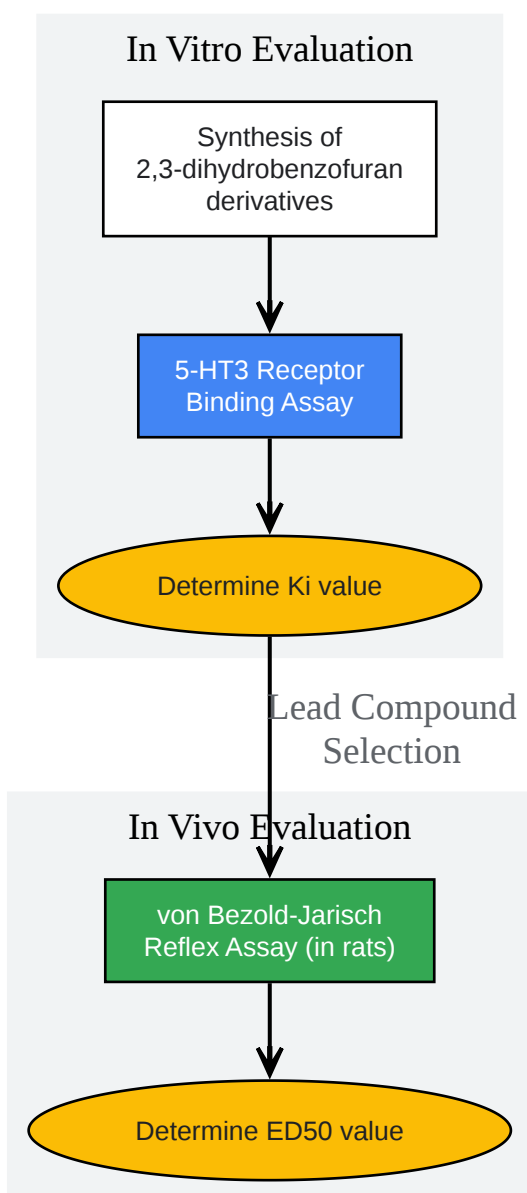 In Vitro Evaluation
Synthesis of
2,3-dihydrobenzofuran
derivatives
5-HT3 Receptor
Binding Assay
Determine Ki value
Lead Compound
Selection
In Vivo Evaluation
von Bezold-Jarisch
Reflex Assay (in rats)
Determine ED50 value